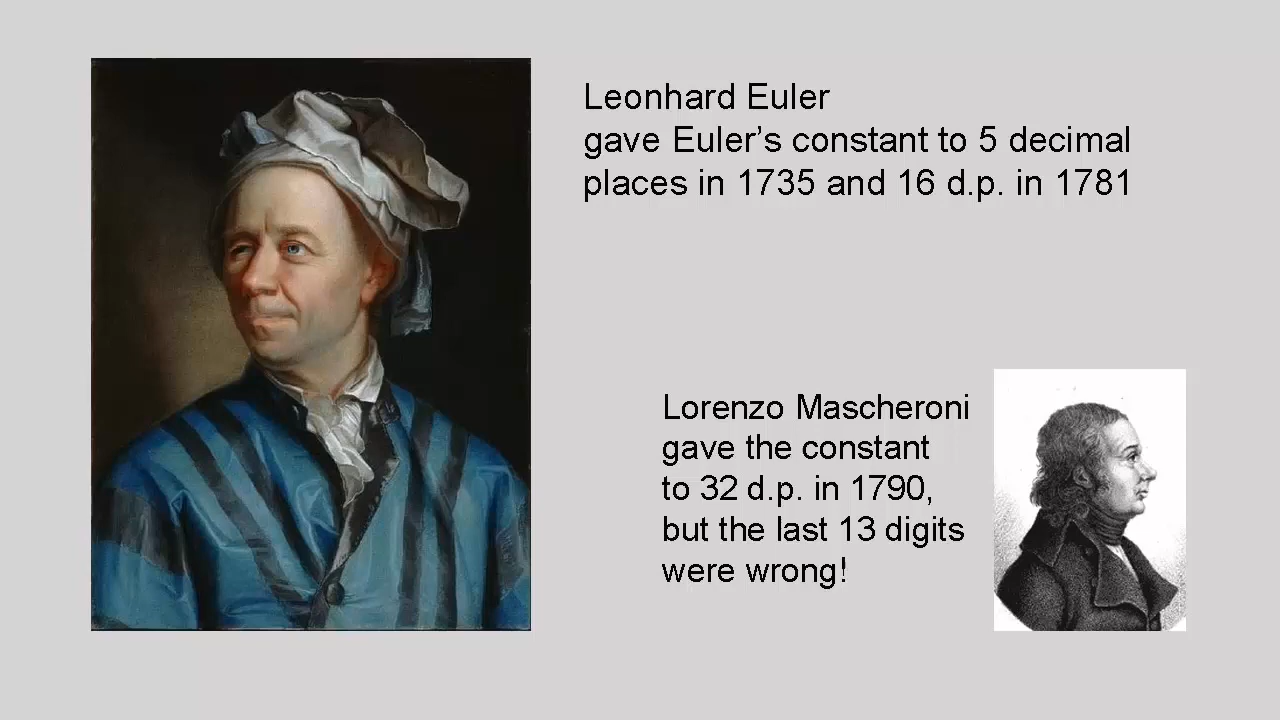 Leonhard Euler
gave Euler’s constant to 5 decimal
places in 1735 and 16 d.p. in 1781
Lorenzo Mascheroni
gave the constant
to 32 d.p. in 1790,
but the last 13 digits
were wrong!